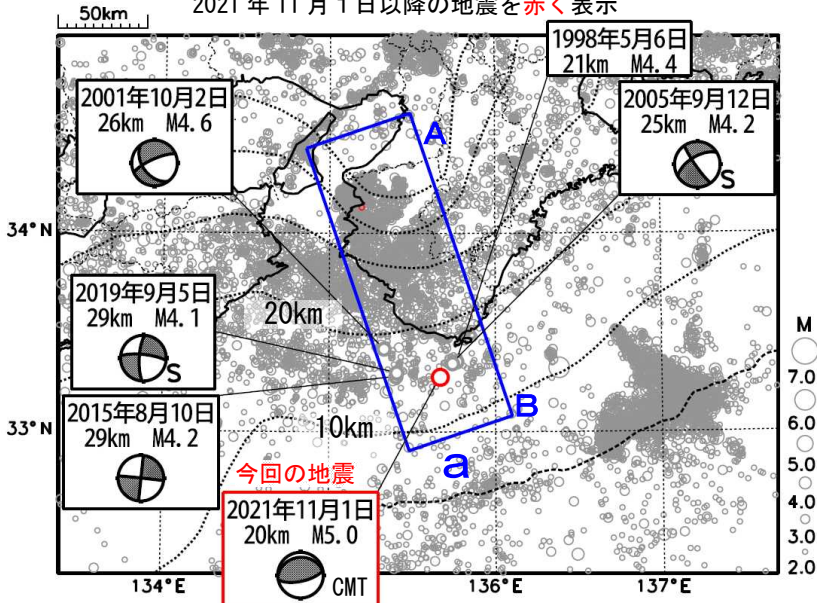 2021年11月1日以降の地震を赤く表示
50km
1998年5月6日
21km M4.4
2001年10月2日
26km M4.6
2005年9月12日
25km M4.2
S
A
34°N
2019年9月5日
29km M4.1
S
20km
M
7.0
6.0
5.0
4.0
3.0
2.0
2015年8月10日
29km M4.2
10km
B
33°N
a
今回の地震
2021年11月1日
20km M5.0
CMT
134°E
136°E
137°E